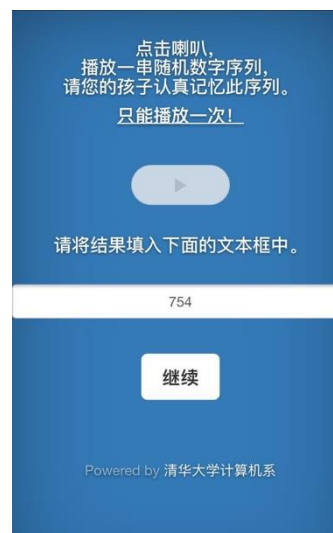 点击喇叭,
播放一串随机数字序列,
请您的孩子认真记忆此序列。
只能播放一次!
请将结果填入下面的文本框中。
754
继续
Powered by 清华大学计算机系